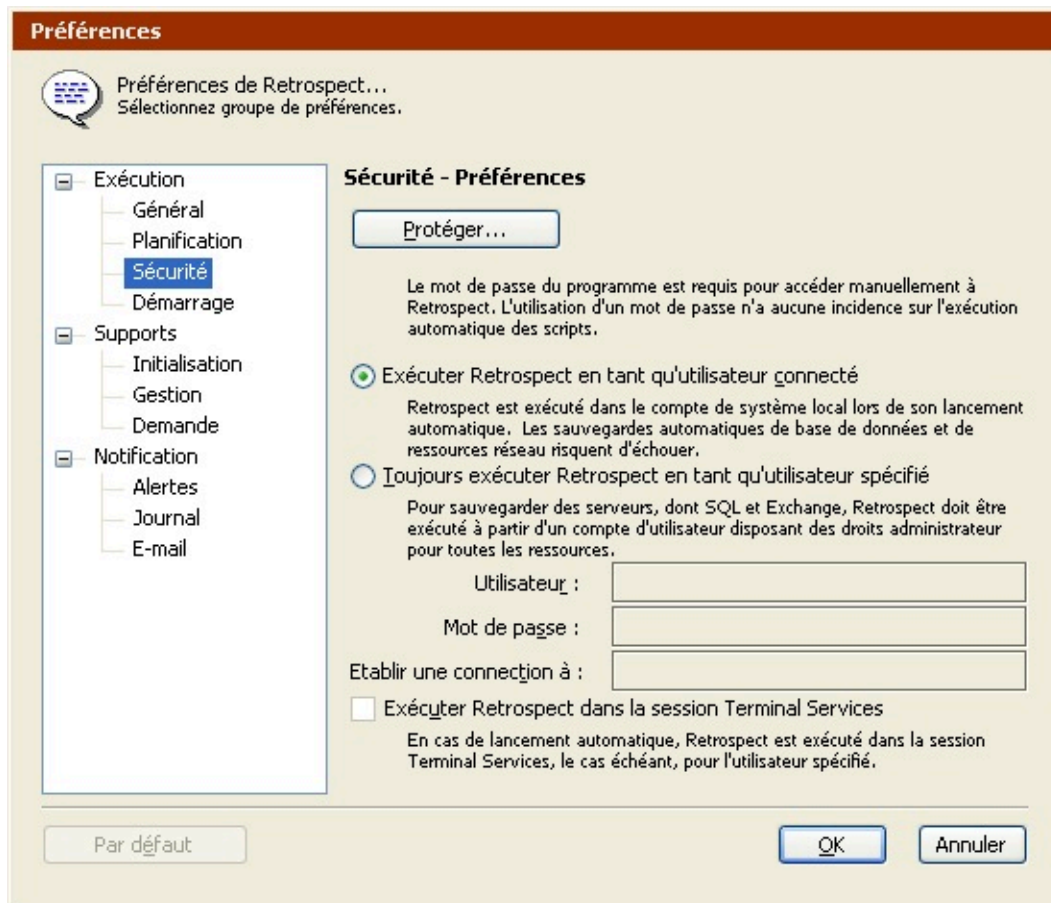 Préférences
Préférences de Retrospect...
Sélectionnez groupe de préférences.
Exécution
Général
Planification
Sécurité
Démarrage
Supports
Initialisation
Gestion
Demande
Notification
Alertes
Journal
E-mail
Sécurité - Préférences
Protéger...
Le mot de passe du programme est requis pour accéder manuellement à
Retrospect. L'utilisation d'un mot de passe n'a aucune incidence sur l'exécution
automatique des scripts.
Exécuter Retrospect en tant qu'utilisateur connecté
Retrospect est exécuté dans le compte de système local lors de son lancement
automatique. Les sauvegardes automatiques de base de données et de
ressources réseau risquent d'échouer.
Toujours exécuter Retrospect en tant qu'utilisateur spécifié
Pour sauvegarder des serveurs, dont SQL et Exchange, Retrospect doit être
exécuté à partir d'un compte d'utilisateur disposant des droits administrateur
pour toutes les ressources.
Utilisateur :
Mot de passe :
Etablir une connection à :
Exécuter Retrospect dans la session Terminal Services
En cas de lancement automatique, Retrospect est exécuté dans la session
Terminal Services, le cas échéant, pour l'utilisateur spécifié.
Par défaut
OK
Annuler